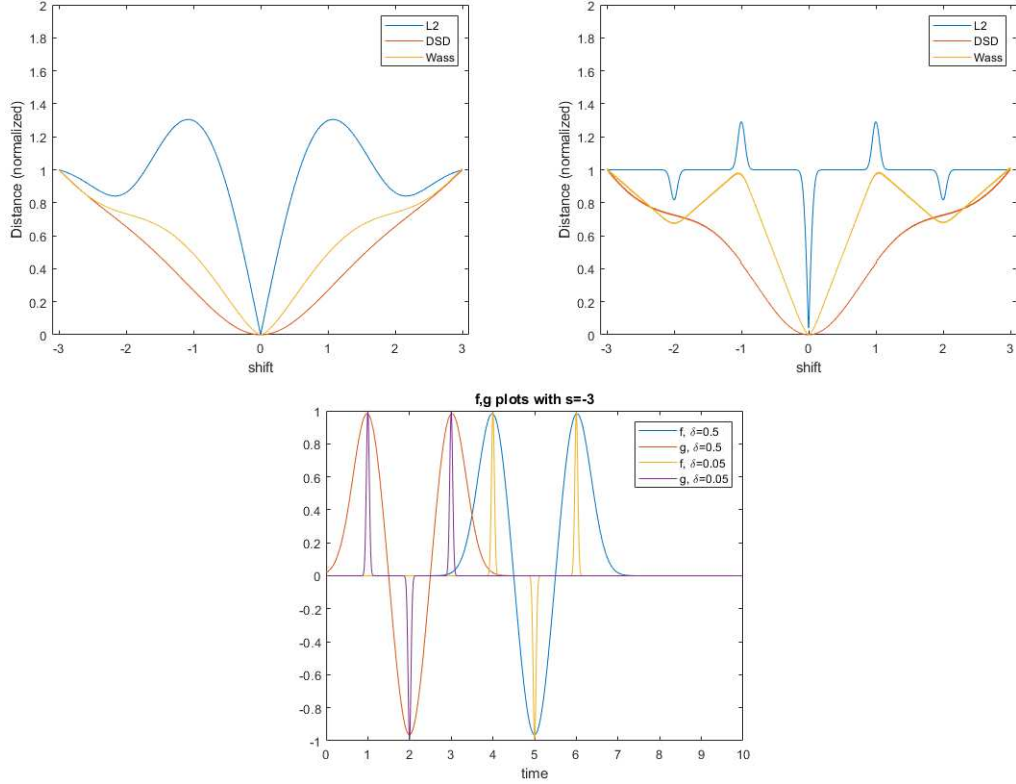 2
1.8
1.6
1.4
1.2
1
0.8
0.6
0.4
0.2
0
Distance (normalized)
-3 -2 -1 0 1 2 3
shift
L2
DSD
Wass
2
1.8
1.6
1.4
1.2
1
0.8
0.6
0.4
0.2
0
Distance (normalized)
-3 -2 -1 0 1 2 3
shift
L2
DSD
Wass
f,g plots with s=-3
1
0.8
0.6
0.4
0.2
0
-0.2
-0.4
-0.6
-0.8
-1
0 1 2 3 4 5 6 7 8 9 10
time
f, δ=0.5
g, δ=0.5
f, δ=0.05
g, δ=0.05